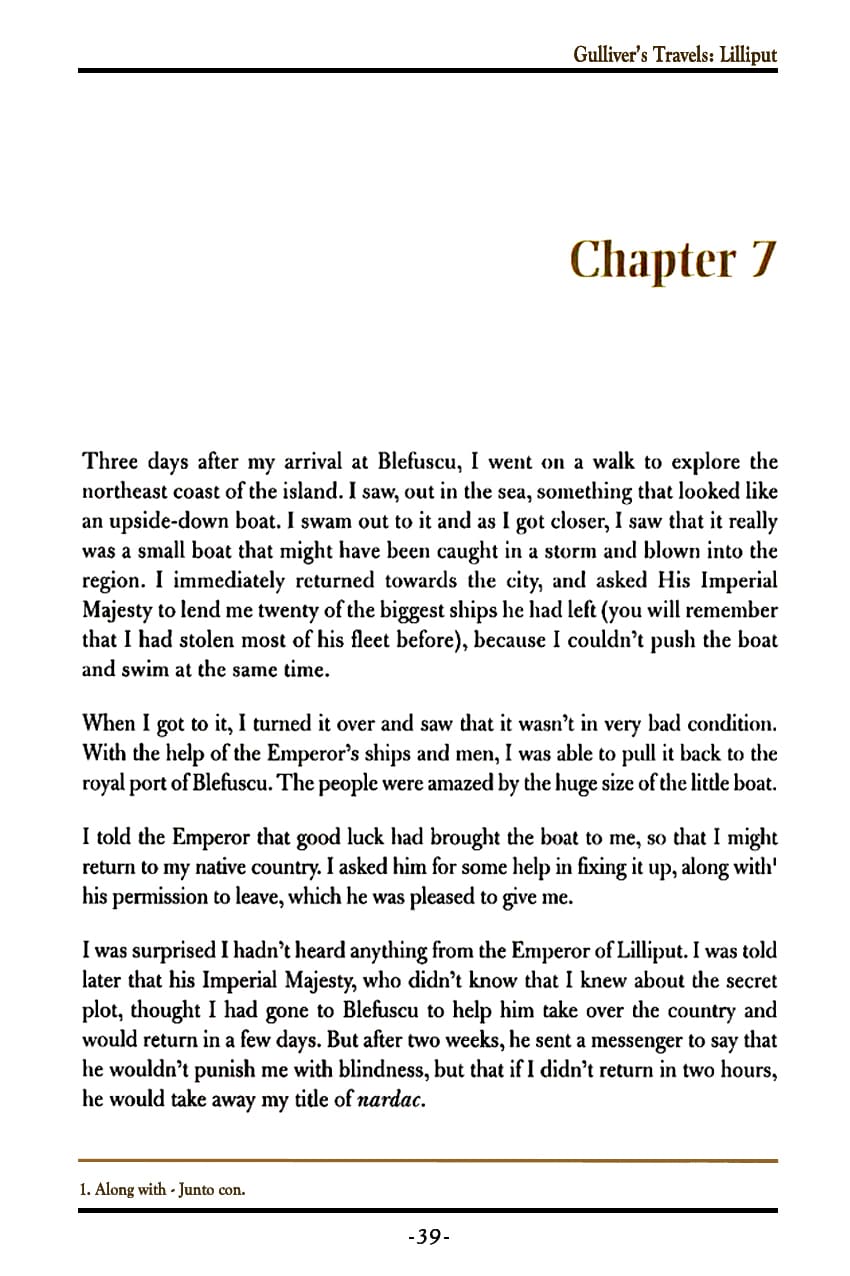 Gulliver's Travels: Lilliput
Chapter 7
Three days after my arrival at Blefuscu, I went on a walk to explore the
northeast coast of the island. I saw, out in the sea, something that looked like
an upside-down boat. I swam out to it and as I got closer, I saw that it really
was a small boat that might have been caught in a storm and blown into the
region. I immediately returned towards the city, and asked His Imperial
Majesty to lend me twenty of the biggest ships he had left (you will remember
that I had stolen most of his fleet before), because I couldn't push the boat
and swim at the same time.
When I got to it, I turned it over and saw that it wasn't in very bad condition.
With the help of the Emperor's ships and men, I was able to pull it back to the
royal port of Blefuscu. The people were amazed by the huge size of the little boat.
I told the Emperor that good luck had brought the boat to me, so that I might
return to my native country. I asked him for some help in fixing it up, along with¹
his permission to leave, which he was pleased to give me.
I was surprised I hadn't heard anything from the Emperor of Lilliput. I was told
later that his Imperial Majesty, who didn't know that I knew about the secret
plot, thought I had gone to Blefuscu to help him take over the country and
would return in a few days. But after two weeks, he sent a messenger to say that
he wouldn't punish me with blindness, but that if I didn't return in two hours,
he would take away my title of nardac.
1. Along with - Junto con.
-39-